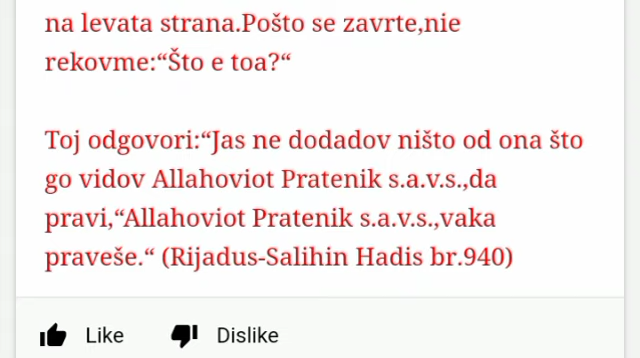 na levata strana.Pošto se zavrte,nie
rekovme:“Što e toa?“
Toj odgovori:“Jas ne dodadov ništo od ona što
go vidov Allahoviot Pratenik s.a.v.s.,da
pravi,“Allahoviot Pratenik s.a.v.s.,vaka
praveše.“ (Rijadus-Salihin Hadis br.940)
Like Dislike